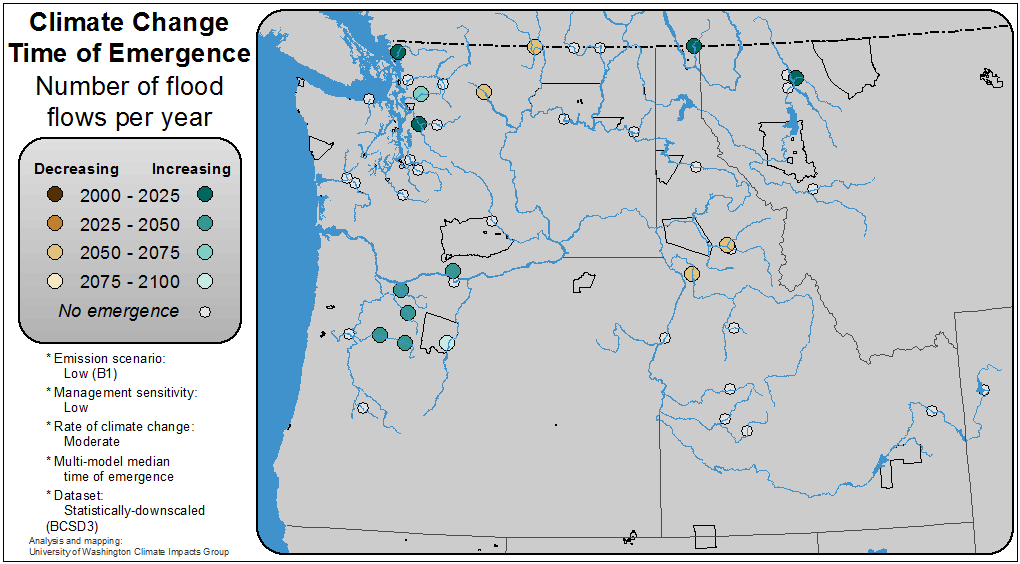 Climate Change
Time of Emergence
Number of flood
flows per year
Decreasing Increasing
2000 - 2025
2025 - 2050
2050 - 2075
2075 - 2100
No emergence
* Emission scenario:
Low (B1)
* Management sensitivity:
Low
* Rate of climate change:
Moderate
* Multi-model median
time of emergence
* Dataset:
Statistically-downscaled
(BCSD3)
Analysis and mapping:
University of Washington Climate Impacts Group